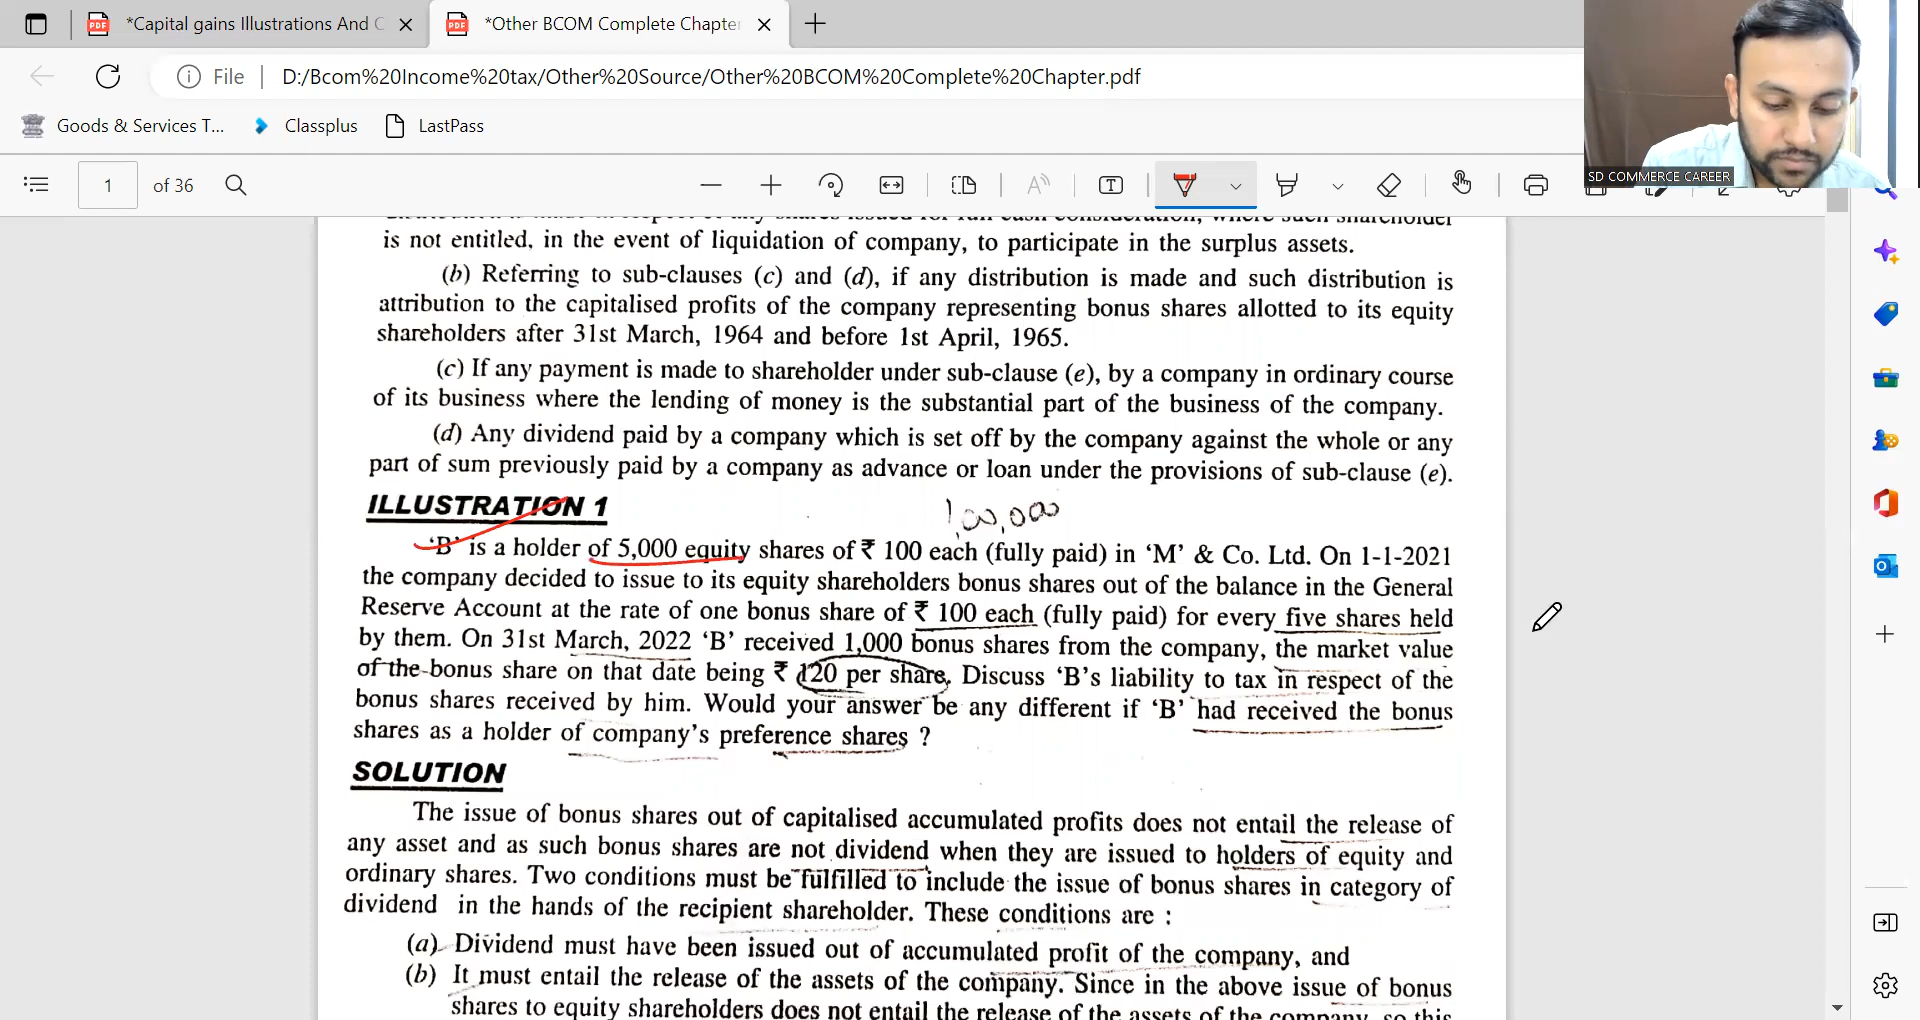 *Capital gains Illustrations And C
*Other BCOM Complete Chapte
File
D:/Bcom%20Income%20tax/Other%20Source/Other%20BCOM%20Complete%20Chapter.pdf
Goods & Services T...
Classplus
LastPass
1
of 36
SD COMMERCE CAREER
is not entitled, in the event of liquidation of company, to participate in the surplus assets.
(b) Referring to sub-clauses (c) and (d), if any distribution is made and such distribution is
attribution to the capitalised profits of the company representing bonus shares allotted to its equity
shareholders after 31st March, 1964 and before 1st April, 1965.
(c) If any payment is made to shareholder under sub-clause (e), by a company in ordinary course
of its business where the lending of money is the substantial part of the business of the company.
(d) Any dividend paid by a company which is set off by the company against the whole or any
part of sum previously paid by a company as advance or loan under the provisions of sub-clause (e).
ILLUSTRATION 1
1,00,000
'B' is a holder of 5,000 equity shares of ₹ 100 each (fully paid) in 'M' & Co. Ltd. On 1-1-2021
the company decided to issue to its equity shareholders bonus shares out of the balance in the General
Reserve Account at the rate of one bonus share of ₹ 100 each (fully paid) for every five shares held
by them. On 31st March, 2022 'B' received 1,000 bonus shares from the company, the market value
of the bonus share on that date being ₹ 120 per share. Discuss 'B's liability to tax in respect of the
bonus shares received by him. Would your answer be any different if 'B' had received the bonus
shares as a holder of company's preference shares ?
SOLUTION
The issue of bonus shares out of capitalised accumulated profits does not entail the release of
any asset and as such bonus shares are not dividend when they are issued to holders of equity and
ordinary shares. Two conditions must be fulfilled to include the issue of bonus shares in category of
dividend in the hands of the recipient shareholder. These conditions are :
(a) Dividend must have been issued out of accumulated profit of the company, and
(b) It must entail the release of the assets of the company. Since in the above issue of bonus
shares to equity shareholders does not entail the release of the assets of the company, so this